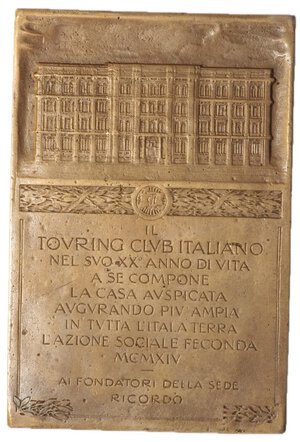 IL
TOVRING CLVB ITALIANO
NEL SVO XX° ANNO DI VITA
A SE COMPONE
LA CASA AVSPICATA
AVGVRANDO PIV' AMPIA
IN TVTTA L'ITALA TERRA
L'AZIONE SOCIALE FECONDA
MCMXIV
AI FONDATORI DELLA SEDE
RICORDO